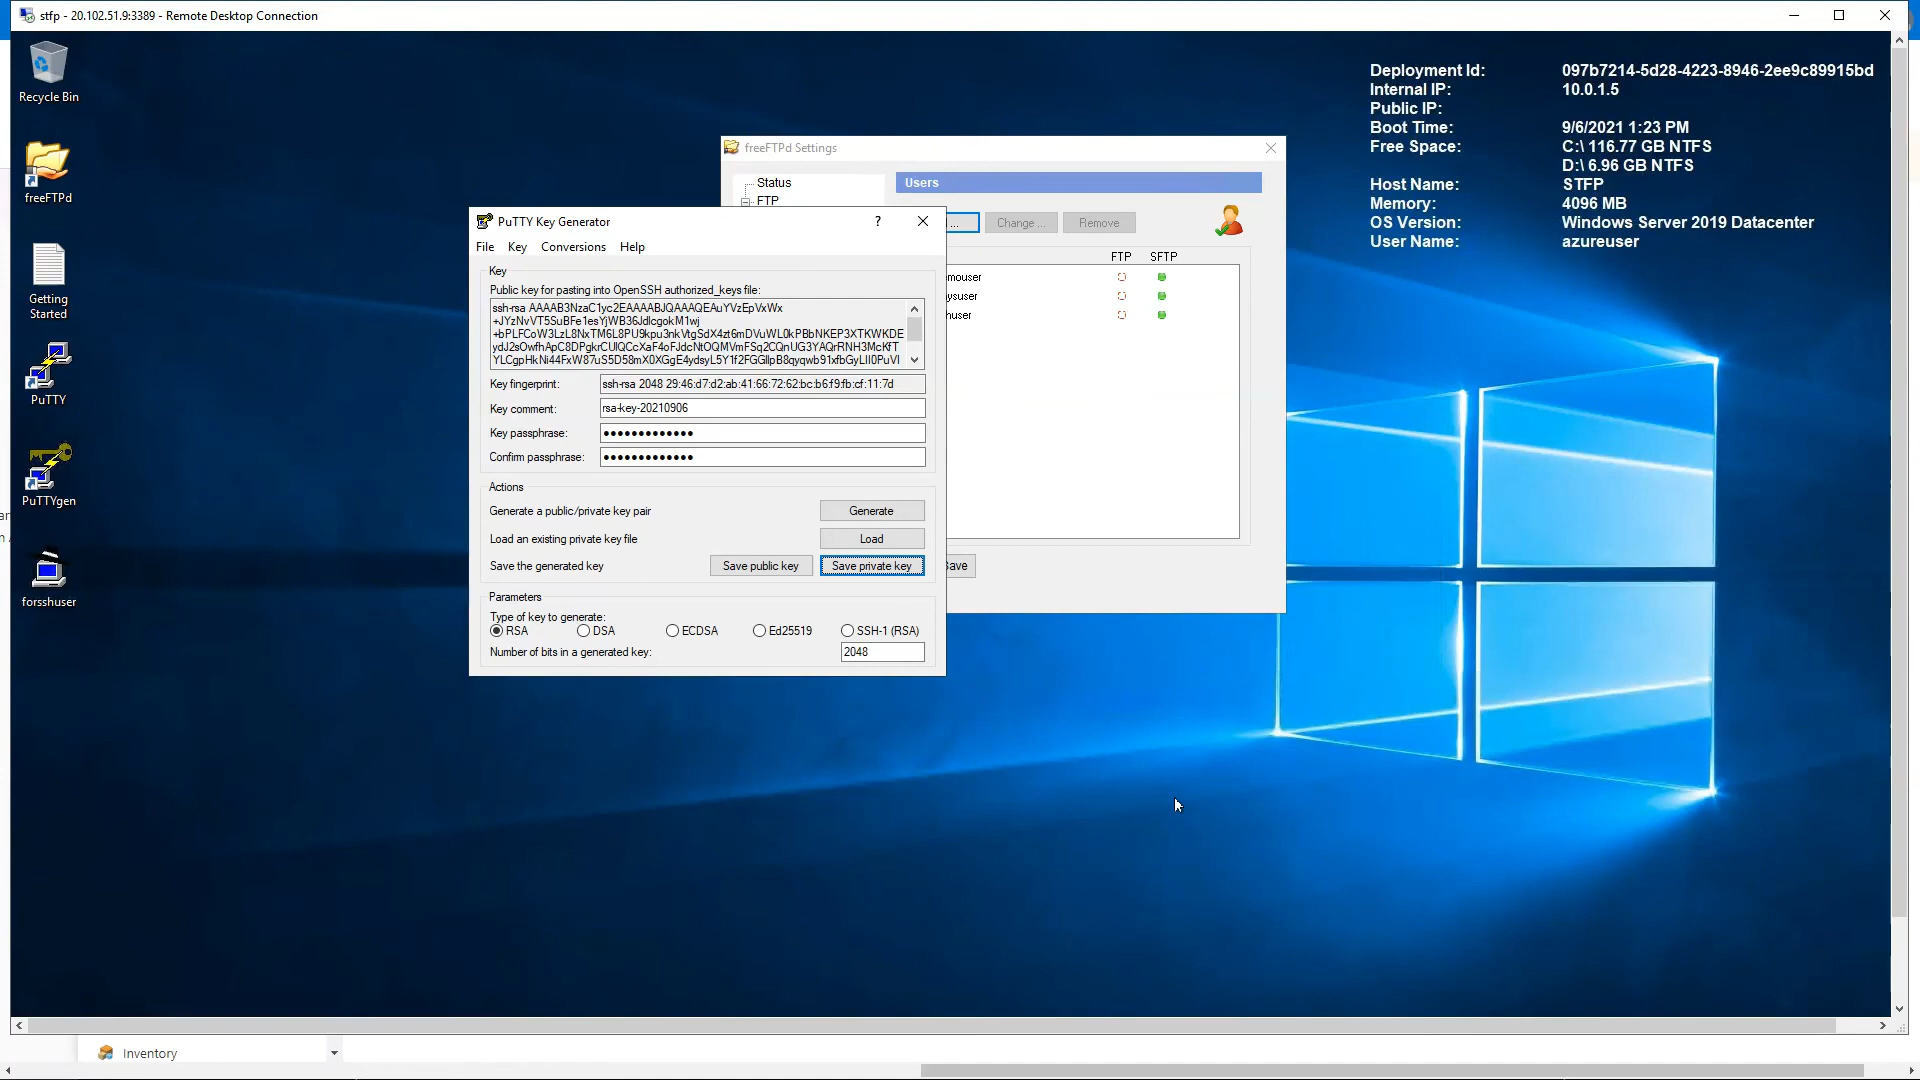 stfp - 20.102.51.9:3389 - Remote Desktop Connection
Recycle Bin
freeFTPd
Getting
Started
PuTTY
PuTTYgen
forsshuser
Deployment Id: 097b7214-5d28-4223-8946-2ee9c89915bd
Internal IP: 10.0.1.5
Public IP:
Boot Time: 9/6/2021 1:23 PM
Free Space: C:\ 116.77 GB NTFS
D:\ 6.96 GB NTFS
Host Name: STFP
Memory: 4096 MB
OS Version: Windows Server 2019 Datacenter
User Name: azureuser
freeFTPd Settings
Status
FTP
Users
... Change ... Remove
FTP SFTP
mouser
ysuser
huser
ave
PuTTY Key Generator
?
File Key Conversions Help
Key
Public key for pasting into OpenSSH authorized_keys file:
ssh-rsa
Key fingerprint: ssh-rsa 2048 29:46:d7:d2:ab:41:66:72:62:bc:b6:f9:fb:cf:11:7d
Key comment: rsa-key-20210906
Key passphrase: •••••••••••••
Confirm passphrase: •••••••••••••
Actions
Generate a public/private key pair Generate
Load an existing private key file Load
Save the generated key Save public key Save private key
Parameters
Type of key to generate:
RSA DSA ECDSA Ed25519 SSH-1 (RSA)
Number of bits in a generated key: 2048
Inventory